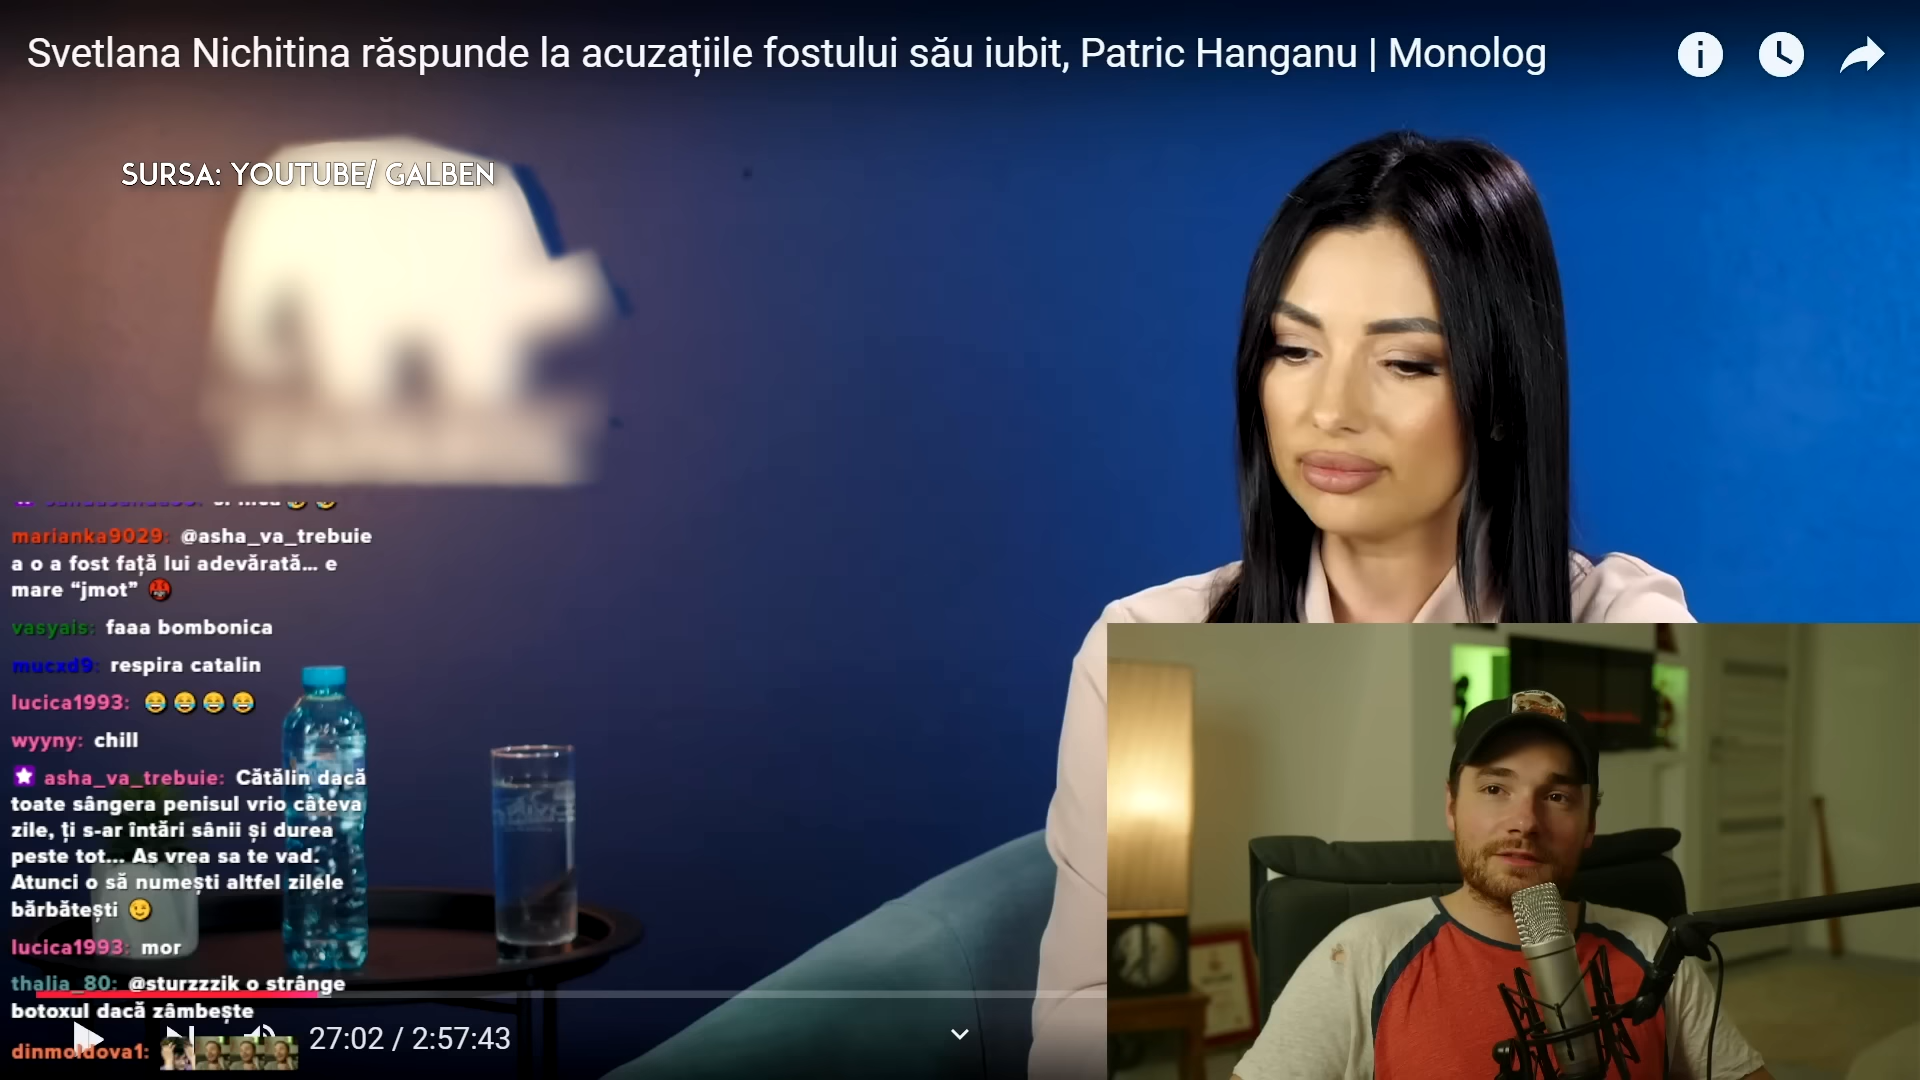 Svetlana Nichitina răspunde la acuzațiile fostului său iubit, Patric Hanganu | Monolog
SURSA: YOUTUBE/ GALBEN
marianka9029: @asha_va_trebuie
a o a fost față lui adevărată... e
mare “jmot”
vasyais: faaa bombonica
mucxd9: respira catalin
lucica1993:
wyyny: chill
asha_va_trebuie: Cătălin dacă
toate sângera penisul vrio câteva
zile, ți s-ar întări sânii și durea
peste tot... As vrea sa te vad.
Atunci o să numești altfel zilele
bărbătești
lucica1993: mor
thalia_80: @sturzzzik o strânge
botoxul dacă zâmbește
27:02 / 2:57:43
dinmoldova1: